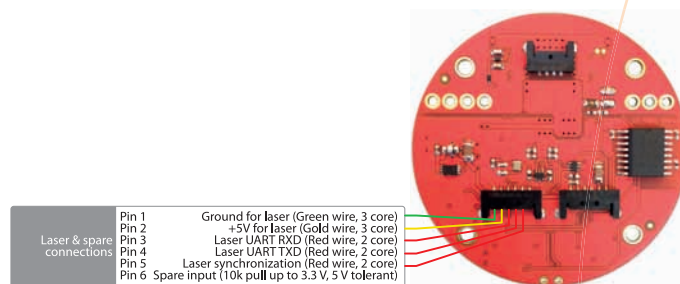 Laser & spare
connections
Pin 1 Ground for laser (Green wire, 3 core)
Pin 2 +5V for laser (Gold wire, 3 core)
Pin 3 Laser UART RXD (Red wire, 2 core)
Pin 4 Laser UART TXD (Red wire, 2 core)
Pin 5 Laser synchronization (Red wire, 2 core)
Pin 6 Spare input (10k pull up to 3.3 V, 5 V tolerant)